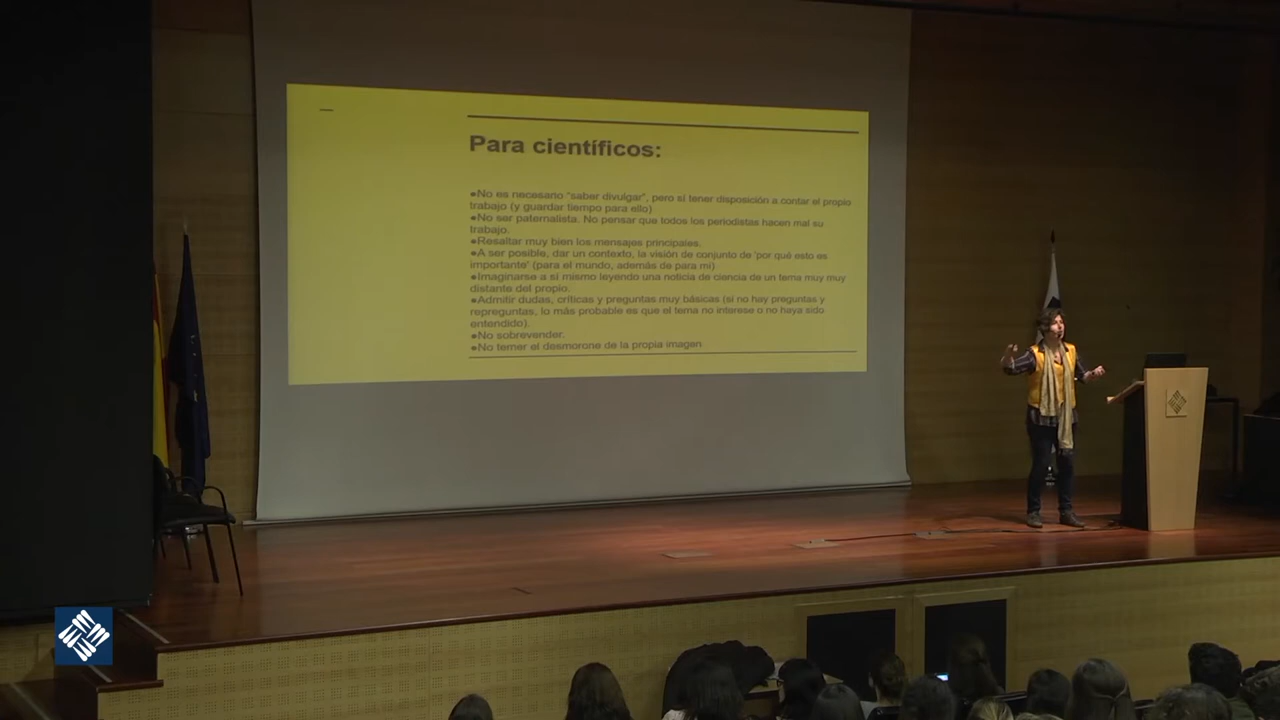 Para científicos:
●No es necesario "saber divulgar", pero sí tener disposición a contar el propio
trabajo (y guardar tiempo para ello)
●No ser paternalista. No pensar que todos los periodistas hacen mal su
trabajo.
●Resaltar muy bien los mensajes principales.
●A ser posible, dar un contexto, la visión de conjunto de 'por qué esto es
importante' (para el mundo, además de para mí)
●Imaginarse a sí mismo leyendo una noticia de ciencia de un tema muy muy
distante del propio.
●Admitir dudas, críticas y preguntas muy básicas (si no hay preguntas y
repreguntas, lo más probable es que el tema no interese o no haya sido
entendido).
●No sobrevender.
●No temer el desmorone de la propia imagen